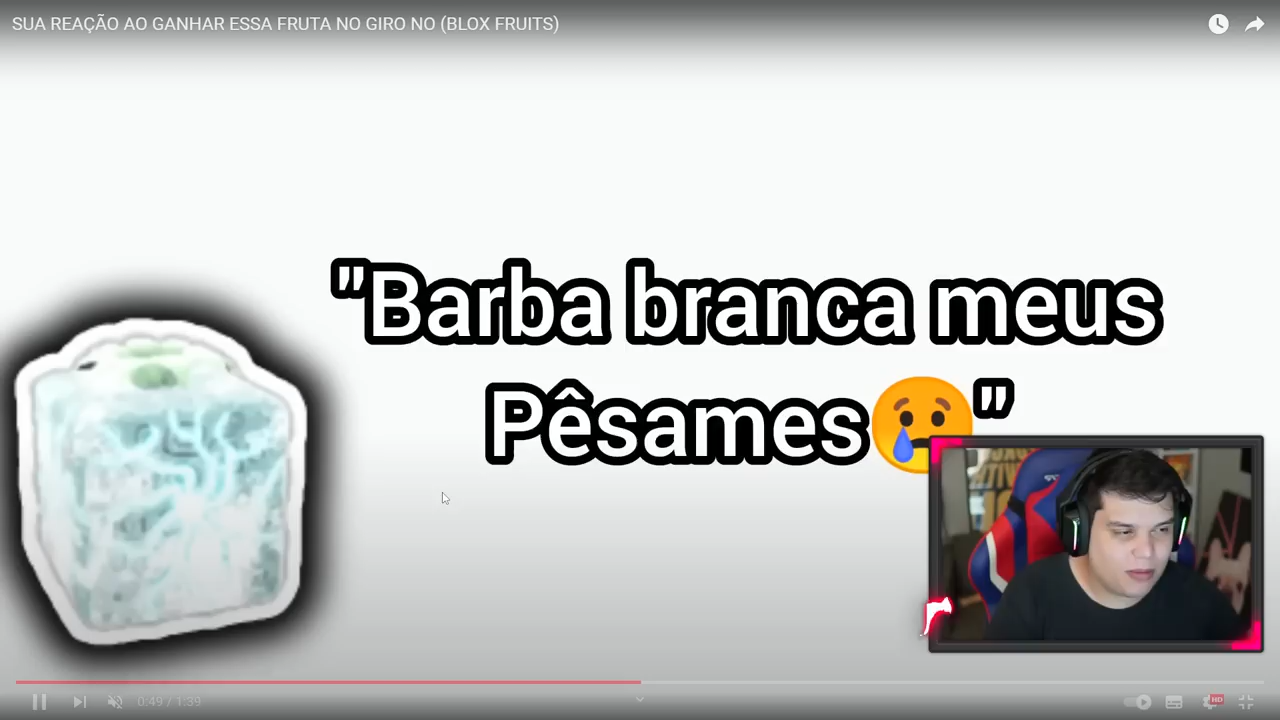 SUA REAÇÃO AO GANHAR ESSA FRUTA NO GIRO NO (BLOX FRUITS)
"Barba branca meus
Pêsames😢"
0:49 / 1:39
HD